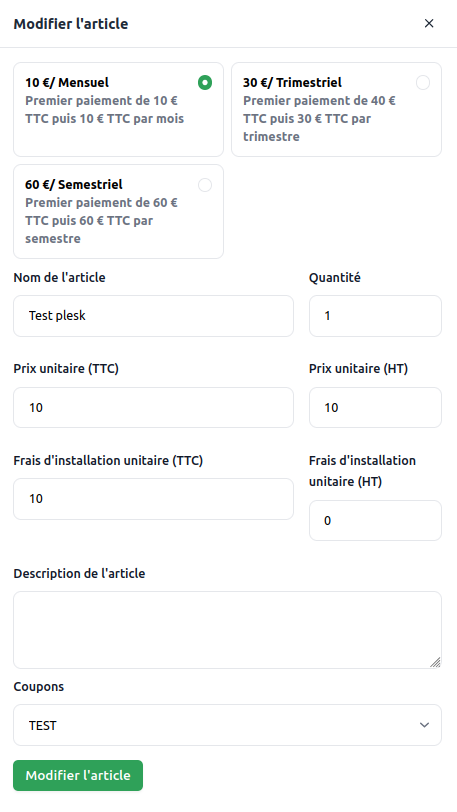 Modifier l'article
10 €/ Mensuel
Premier paiement de 10 €
TTC puis 10 € TTC par mois
30 €/ Trimestriel
Premier paiement de 40 €
TTC puis 30 € TTC par
trimestre
60 €/ Semestriel
Premier paiement de 60 €
TTC puis 60 € TTC par
semestre
Nom de l'article
Quantité
Test plesk
1
Prix unitaire (TTC)
Prix unitaire (HT)
10
10
Frais d'installation unitaire (TTC)
Frais d'installation
unitaire (HT)
10
0
Description de l'article
Coupons
TEST
Modifier l'article